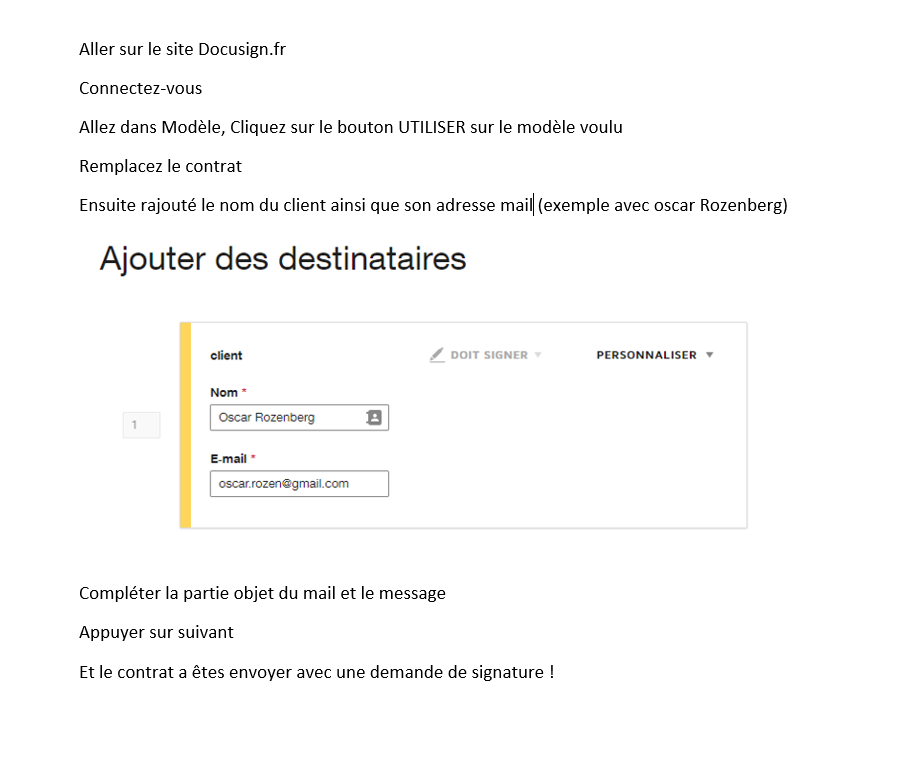 Aller sur le site Docusign.fr
Connectez-vous
Allez dans Modèle, Cliquez sur le bouton UTILISER sur le modèle voulu
Remplacez le contrat
Ensuite rajouté le nom du client ainsi que son adresse mail (exemple avec oscar Rozenberg)
Ajouter des destinataires
client DOIT SIGNER PERSONNALISER
Nom *
1 Oscar Rozenberg
E-mail *
oscar.rozen@gmail.com
Compléter la partie objet du mail et le message
Appuyer sur suivant
Et le contrat a êtes envoyer avec une demande de signature !